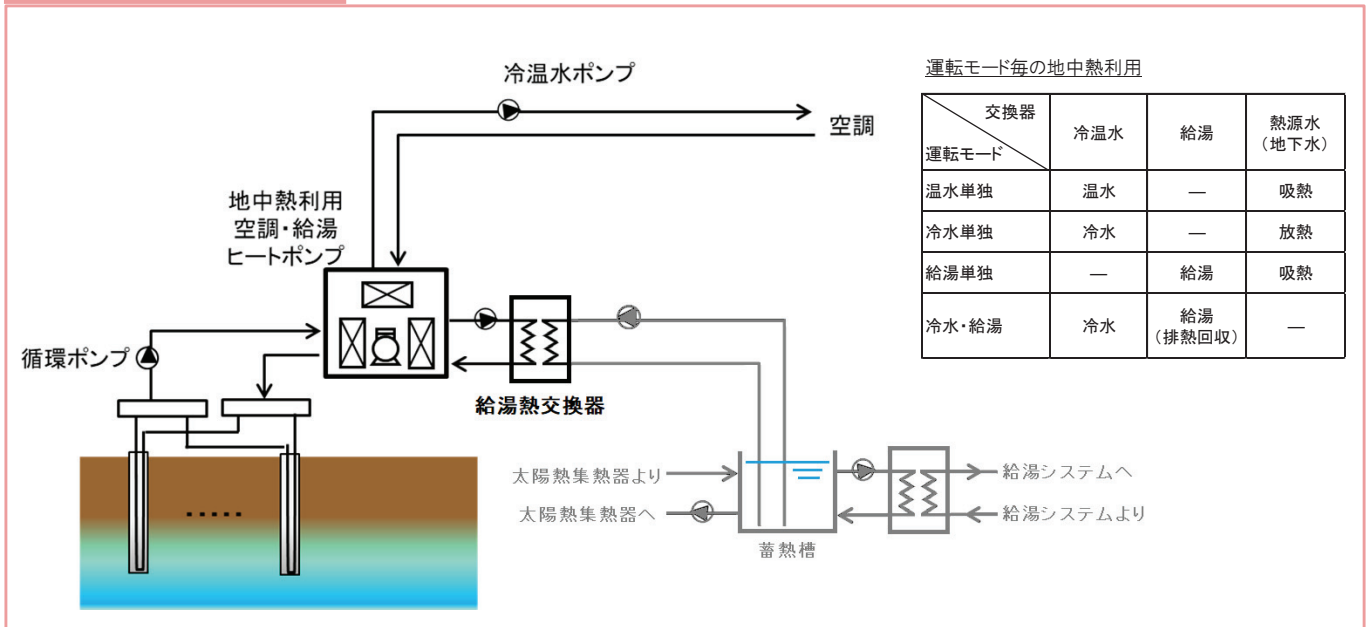 冷温水ポンプ
空調
地中熱利用
空調・給湯
ヒートポンプ
循環ポンプ
給湯熱交換器
太陽熱集熱器より
太陽熱集熱器へ
蓄熱槽
給湯システムへ
給湯システムより
運転モード毎の地中熱利用
交換器
運転モード
冷温水
給湯
熱源水
(地下水)
温水単独
温水
—
吸熱
冷水単独
冷水
—
放熱
給湯単独
—
給湯
吸熱
冷水・給湯
冷水
給湯
(排熱回収)
—